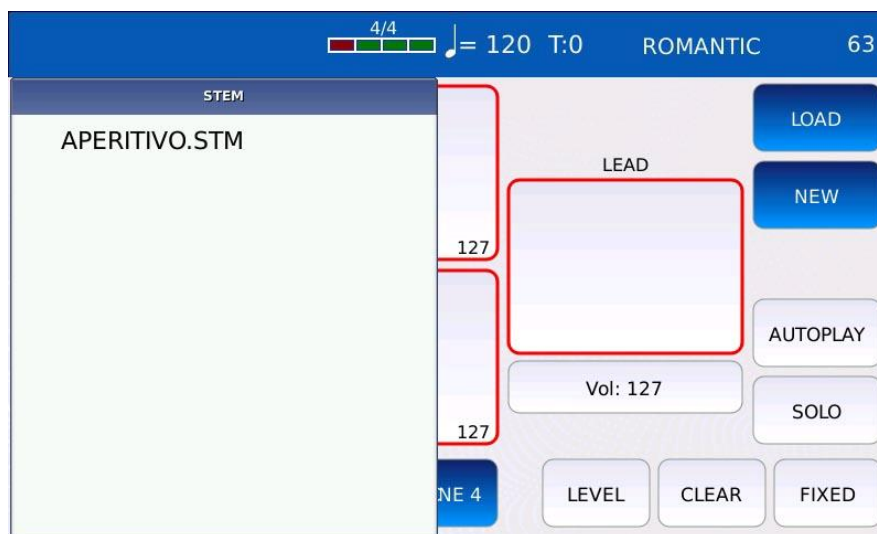 4/4
= 120 T:0 ROMANTIC 63
STEM
APERITIVO.STM
LOAD
LEAD
NEW
127
AUTOPLAY
Vol: 127
SOLO
127
NE 4
LEVEL CLEAR FIXED